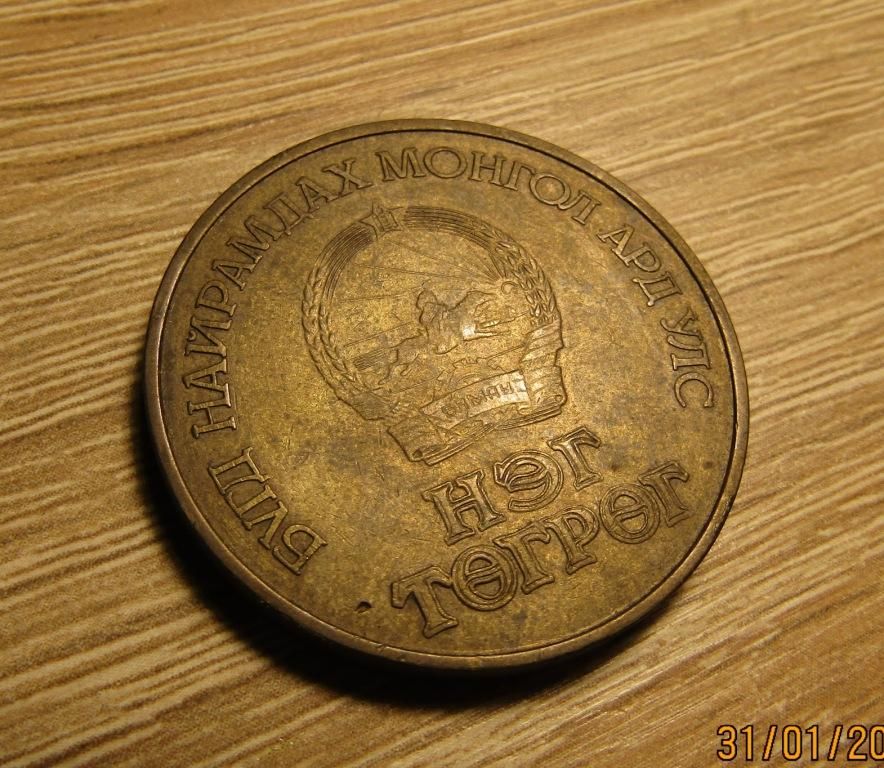 БҮГД НАЙРАМДАХ МОНГОЛ АРД УЛС
НЭГ
ТӨГРӨГ
31/01/20